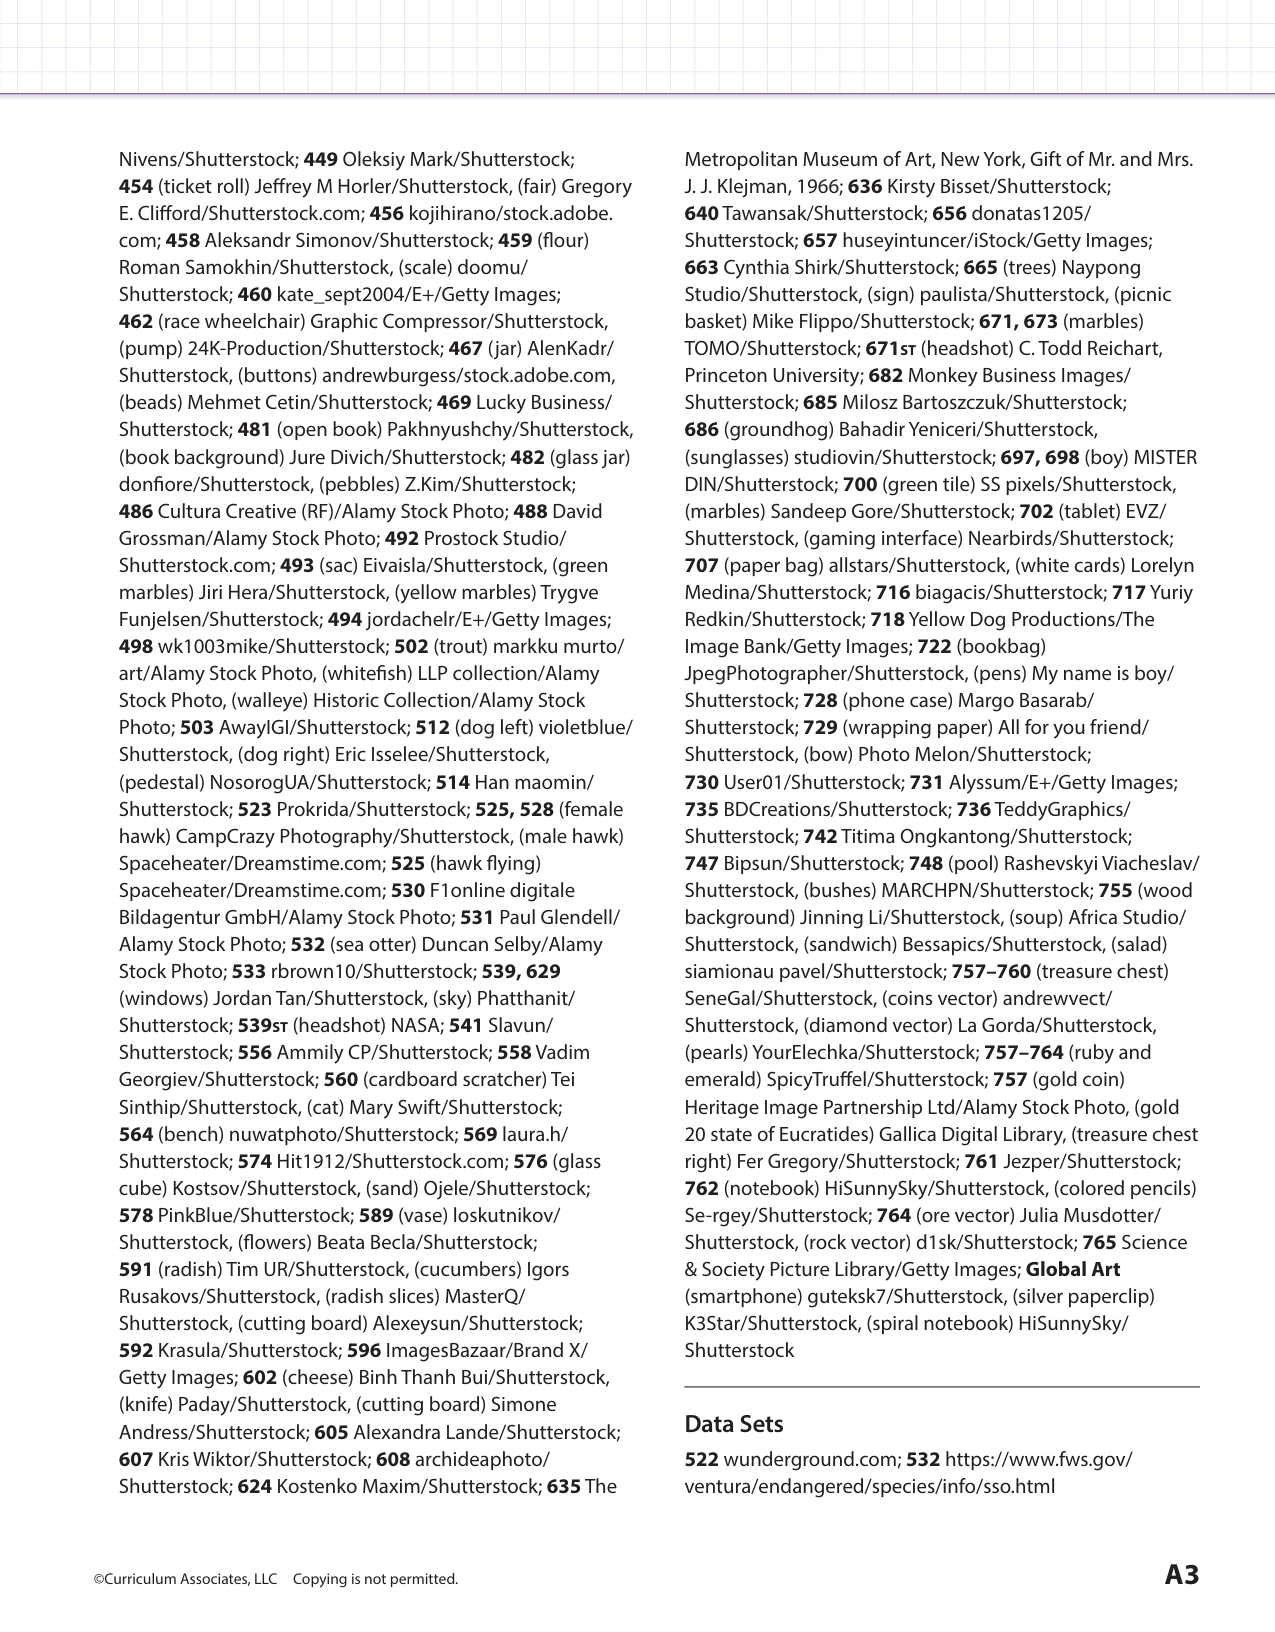 Nivens/Shutterstock; 449 Oleksiy Mark/Shutterstock;
454 (ticket roll) Jeffrey M Horler/Shutterstock, (fair) Gregory
E. Clifford/Shutterstock.com; 456 kojihirano/stock.adobe.
com; 458 Aleksandr Simonov/Shutterstock; 459 (flour)
Roman Samokhin/Shutterstock, (scale) doomu/
Shutterstock; 460 kate_sept2004/E+/Getty Images;
462 (race wheelchair) Graphic Compressor/Shutterstock,
(pump) 24K-Production/Shutterstock; 467 (jar) AlenKadr/
Shutterstock, (buttons) andrewburgess/stock.adobe.com,
(beads) Mehmet Cetin/Shutterstock; 469 Lucky Business/
Shutterstock; 481 (open book) Pakhnyushchy/Shutterstock,
(book background) Jure Divich/Shutterstock; 482 (glass jar)
donfiore/Shutterstock, (pebbles) Z.Kim/Shutterstock;
486 Cultura Creative (RF)/Alamy Stock Photo; 488 David
Grossman/Alamy Stock Photo; 492 Prostock Studio/
Shutterstock.com; 493 (sac) Eivaisla/Shutterstock, (green
marbles) Jiri Hera/Shutterstock, (yellow marbles) Trygve
Funjelsen/Shutterstock; 494 jordachelr/E+/Getty Images;
498 wk1003mike/Shutterstock; 502 (trout) markku murto/
art/Alamy Stock Photo, (whitefish) LLP collection/Alamy
Stock Photo, (walleye) Historic Collection/Alamy Stock
Photo; 503 AwaylGl/Shutterstock; 512 (dog left) violetblue/
Shutterstock, (dog right) Eric Isselee/Shutterstock,
(pedestal) NosorogUA/Shutterstock; 514 Han maomin/
Shutterstock; 523 Prokrida/Shutterstock; 525, 528 (female
hawk) CampCrazy Photography/Shutterstock, (male hawk)
Spaceheater/Dreamstime.com; 525 (hawk flying)
Spaceheater/Dreamstime.com; 530 F1online digitale
Bildagentur GmbH/Alamy Stock Photo; 531 Paul Glendell/
Alamy Stock Photo; 532 (sea otter) Duncan Selby/Alamy
Stock Photo; 533 rbrown10/Shutterstock; 539, 629
(windows) Jordan Tan/Shutterstock, (sky) Phatthanit/
Shutterstock; 539ST (headshot) NASA; 541 Slavun/
Shutterstock; 556 Ammily CP/Shutterstock; 558 Vadim
Georgiev/Shutterstock; 560 (cardboard scratcher) Tei
Sinthip/Shutterstock, (cat) Mary Swift/Shutterstock;
564 (bench) nuwatphoto/Shutterstock; 569 laura.h/
Shutterstock; 574 Hit1912/Shutterstock.com; 576 (glass
cube) Kostsov/Shutterstock, (sand) Ojele/Shutterstock;
578 PinkBlue/Shutterstock; 589 (vase) loskutnikov/
Shutterstock, (flowers) Beata Becla/Shutterstock;
591 (radish) Tim UR/Shutterstock, (cucumbers) Igors
Rusakovs/Shutterstock, (radish slices) MasterQ/
Shutterstock, (cutting board) Alexeysun/Shutterstock;
592 Krasula/Shutterstock; 596 ImagesBazaar/Brand X/
Getty Images; 602 (cheese) Binh Thanh Bui/Shutterstock,
(knife) Paday/Shutterstock, (cutting board) Simone
Andress/Shutterstock; 605 Alexandra Lande/Shutterstock;
607 Kris Wiktor/Shutterstock; 608 archideaphoto/
Shutterstock; 624 Kostenko Maxim/Shutterstock; 635 The
Metropolitan Museum of Art, New York, Gift of Mr. and Mrs.
J. J. Klejman, 1966; 636 Kirsty Bisset/Shutterstock;
640 Tawansak/Shutterstock; 656 donatas1205/
Shutterstock; 657 huseyintuncer/iStock/Getty Images;
663 Cynthia Shirk/Shutterstock; 665 (trees) Naypong
Studio/Shutterstock, (sign) paulista/Shutterstock, (picnic
basket) Mike Flippo/Shutterstock; 671, 673 (marbles)
TOMO/Shutterstock; 671ST (headshot) C. Todd Reichart,
Princeton University; 682 Monkey Business Images/
Shutterstock; 685 Milosz Bartoszczuk/Shutterstock;
686 (groundhog) Bahadir Yeniceri/Shutterstock,
(sunglasses) studiovin/Shutterstock; 697, 698 (boy) MISTER
DIN/Shutterstock; 700 (green tile) SS pixels/Shutterstock,
(marbles) Sandeep Gore/Shutterstock; 702 (tablet) EVZ/
Shutterstock, (gaming interface) Nearbirds/Shutterstock;
707 (paper bag) allstars/Shutterstock, (white cards) Lorelyn
Medina/Shutterstock; 716 biagacis/Shutterstock; 717 Yuriy
Redkin/Shutterstock; 718 Yellow Dog Productions/The
Image Bank/Getty Images; 722 (bookbag)
JpegPhotographer/Shutterstock, (pens) My name is boy/
Shutterstock; 728 (phone case) Margo Basarab/
Shutterstock; 729 (wrapping paper) All for you friend/
Shutterstock, (bow) Photo Melon/Shutterstock;
730 User01/Shutterstock; 731 Alyssum/E+/Getty Images;
735 BDCreations/Shutterstock; 736 TeddyGraphics/
Shutterstock; 742 Titima Ongkantong/Shutterstock;
747 Bipsun/Shutterstock; 748 (pool) Rashevskyi Viacheslav/
Shutterstock, (bushes) MARCHPN/Shutterstock; 755 (wood
background) Jinning Li/Shutterstock, (soup) Africa Studio/
Shutterstock, (sandwich) Bessapics/Shutterstock, (salad)
siamionau pavel/Shutterstock; 757–760 (treasure chest)
SeneGal/Shutterstock, (coins vector) andrewvect/
Shutterstock, (diamond vector) La Gorda/Shutterstock,
(pearls) YourElechka/Shutterstock; 757–764 (ruby and
emerald) SpicyTruffel/Shutterstock; 757 (gold coin)
Heritage Image Partnership Ltd/Alamy Stock Photo, (gold
20 state of Eucratides) Gallica Digital Library, (treasure chest
right) Fer Gregory/Shutterstock; 761 Jezper/Shutterstock;
762 (notebook) HiSunnySky/Shutterstock, (colored pencils)
Se-rgey/Shutterstock; 764 (ore vector) Julia Musdotter/
Shutterstock, (rock vector) d1sk/Shutterstock; 765 Science
& Society Picture Library/Getty Images; Global Art
(smartphone) guteksk7/Shutterstock, (silver paperclip)
K3Star/Shutterstock, (spiral notebook) HiSunnySky/
Shutterstock
Data Sets
522 wunderground.com; 532 https://www.fws.gov/
ventura/endangered/species/info/sso.html
©Curriculum Associates, LLC Copying is not permitted.
A3